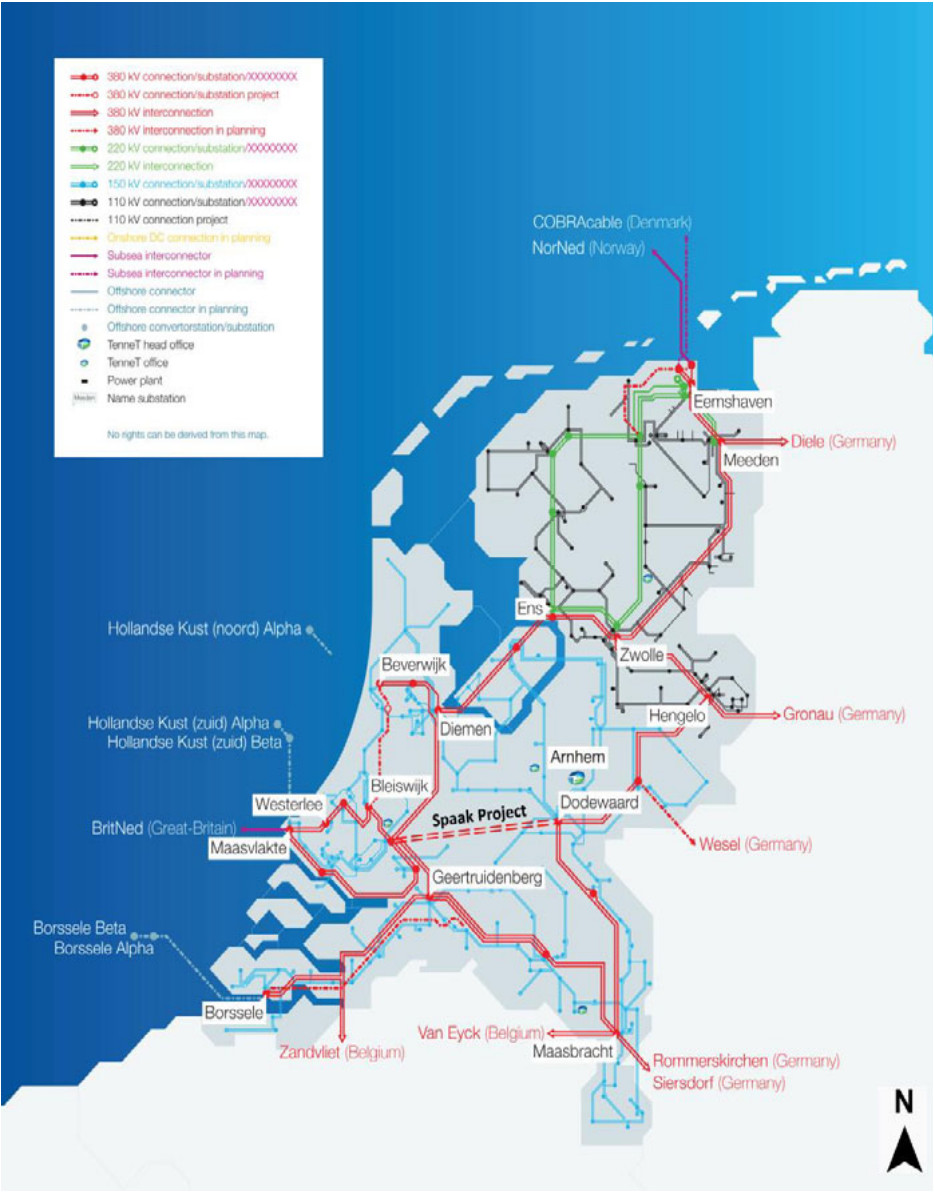 380 kV connection/substation/XXXXXXXX
380 kV connection/substation project
380 kV interconnection
380 kV interconnection in planning
220 kV connection/substation/XXXXXXXX
220 kV interconnection
150 kV connection/substation/XXXXXXXX
110 kV connection/substation/XXXXXXXX
110 kV connection project
Onshore DC connection in planning
Subsea interconnector
Subsea interconnector in planning
Offshore connector
Offshore connector in planning
Offshore convertorstation/substation
TenneT head office
TenneT office
Power plant
Meeden Name substation
No rights can be derived from this map.
COBRAcable (Denmark)
NorNed (Norway)
Eemshaven
Diele (Germany)
Meeden
Ens
Hollandse Kust (noord) Alpha
Zwolle
Beverwijk
Hengelo
Gronau (Germany)
Hollandse Kust (zuid) Alpha
Hollandse Kust (zuid) Beta
Diemen
Arnhem
Bleiswijk
Westerlee
Dodewaard
Spaak Project
BritNed (Great-Britain)
Maasvlakte
Wesel (Germany)
Geertruidenberg
Borssele Beta
Borssele Alpha
Borssele
Van Eyck (Belgium)
Zandvliet (Belgium)
Maasbracht
Rommerskirchen (Germany)
Siersdorf (Germany)
N